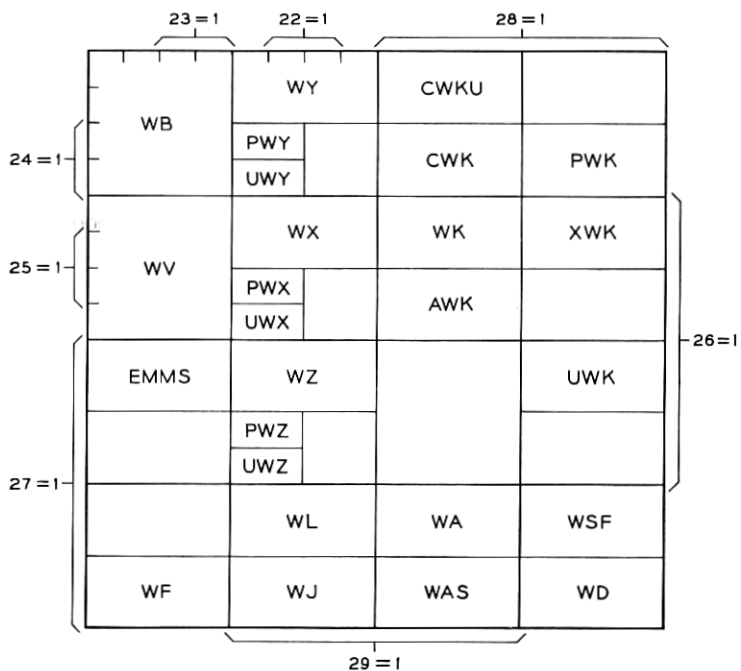 23=1 22=1 28=1
WY CWKU
WB
PWY
24=1 CWK PWK
UWY
WX WK XWK
25=1 WV
PWX
AWK
UWX
26=1
EMMS WZ UWK
PWZ
UWZ
27=1
WL WA WSF
WF WJ WAS WD
29=1